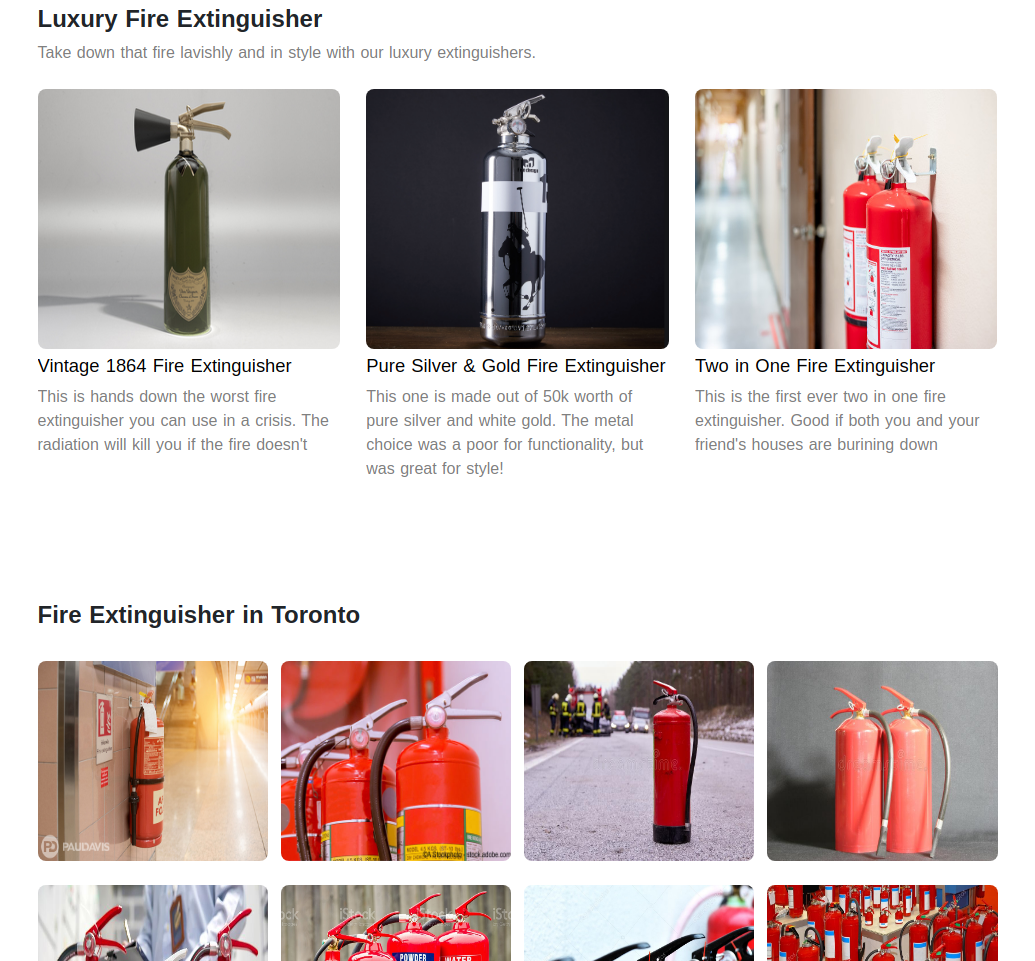 Luxury Fire Extinguisher
Take down that fire lavishly and in style with our luxury extinguishers.
Vintage 1864 Fire Extinguisher
This is hands down the worst fire
extinguisher you can use in a crisis. The
radiation will kill you if the fire doesn't
Pure Silver & Gold Fire Extinguisher
This one is made out of 50k worth of
pure silver and white gold. The metal
choice was a poor for functionality, but
was great for style!
Two in One Fire Extinguisher
This is the first ever two in one fire
extinguisher. Good if both you and your
friend's houses are burining down
Fire Extinguisher in Toronto
PD PAUDAVIS
iStock
POWDER
WATER